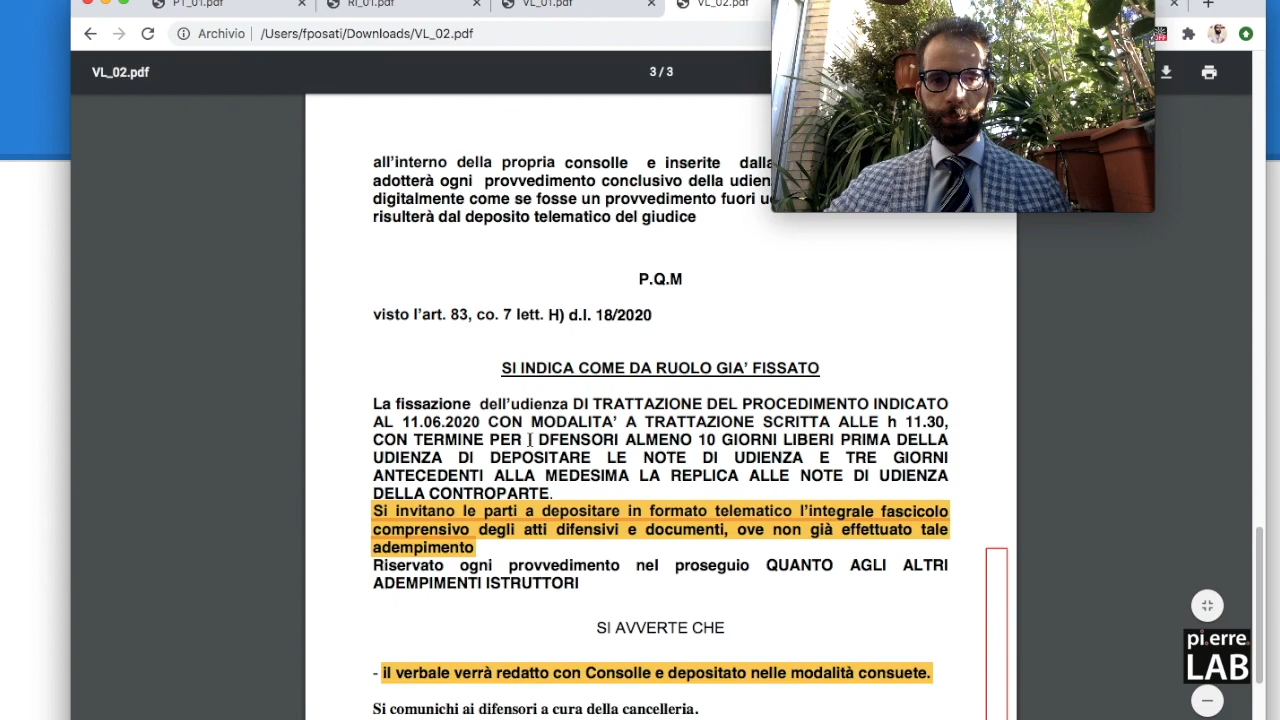 PT_01.pdf
RI_01.pdf
VL_01.pdf
VL_02.pdf
Archivio
/Users/fposati/Downloads/VL_02.pdf
OFF
VL_02.pdf
3 / 3
all’interno della propria consolle e inserite dalla
adotterà ogni provvedimento conclusivo della
digitalmente come se fosse un provvedimento fuori
risulterà dal deposito telematico del giudice
P.Q.M
visto l’art. 83, co. 7 lett. H) d.l. 18/2020
SI INDICA COME DA RUOLO GIA’ FISSATO
La fissazione dell’udienza DI TRATTAZIONE DEL PROCEDIMENTO INDICATO
AL 11.06.2020 CON MODALITA’ A TRATTAZIONE SCRITTA ALLE h 11.30,
CON TERMINE PER I DFENSORI ALMENO 10 GIORNI LIBERI PRIMA DELLA
UDIENZA DI DEPOSITARE LE NOTE DI UDIENZA E TRE GIORNI
ANTECEDENTI ALLA MEDESIMA LA REPLICA ALLE NOTE DI UDIENZA
DELLA CONTROPARTE.
Si invitano le parti a depositare in formato telematico l’integrale fascicolo
comprensivo degli atti difensivi e documenti, ove non già effettuato tale
adempimento
Riservato ogni provvedimento nel proseguio QUANTO AGLI ALTRI
ADEMPIMENTI ISTRUTTORI
SI AVVERTE CHE
- il verbale verrà redatto con Consolle e depositato nelle modalità consuete.
Si comunichi ai difensori a cura della cancelleria.
pi.erre.
LAB